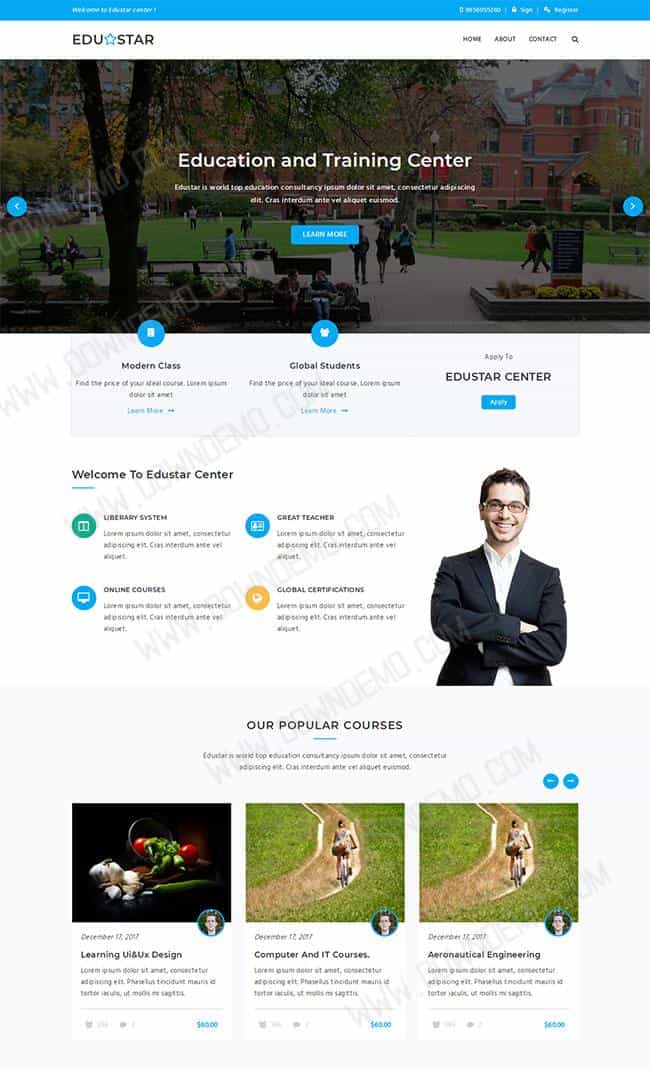 Welcome to Edustar center !
9856955260 | Sign | Register
EDU STAR
HOME ABOUT CONTACT
Education and Training Center
Edustar is world top education consultancy ipsum dolor sit amet, consectetur adipiscing
elit. Cras interdum ante vel aliquet euismod.
LEARN MORE
Modern Class
Find the price of your ideal course, Lorem ipsum
dolor sit amet
Learn More
Global Students
Find the price of your ideal course, Lorem ipsum
dolor sit amet
Learn More
Apply To
EDUSTAR CENTER
Apply
Welcome To Edustar Center
LIBERARY SYSTEM
Lorem ipsum dolor sit amet, consectetur
adipiscing elit. Cras interdum ante vel
aliquet.
GREAT TEACHER
Lorem ipsum dolor sit amet, consectetur
adipiscing elit. Cras interdum ante vel
aliquet.
ONLINE COURSES
Lorem ipsum dolor sit amet, consectetur
adipiscing elit. Cras interdum ante vel
aliquet.
GLOBAL CERTIFICATIONS
Lorem ipsum dolor sit amet, consectetur
adipiscing elit. Cras interdum ante vel
aliquet.
OUR POPULAR COURSES
Edustar is world top education consultancy ipsum dolor sit amet, consectetur
adipiscing elit. Cras interdum ante vel aliquet euismod.
December 17, 2017
Learning Ui&Ux Design
Lorem ipsum dolor sit amet, consectetur
adipiscing elit. Phasellus tincidunt mauris id
tortor iaculis, ut mollis mi sagittis.
$60.00
December 17, 2017
Computer And IT Courses.
Lorem ipsum dolor sit amet, consectetur
adipiscing elit. Phasellus tincidunt mauris id
tortor iaculis, ut mollis mi sagittis.
$60.00
December 17, 2017
Aeronautical Engineering
Lorem ipsum dolor sit amet, consectetur
adipiscing elit. Phasellus tincidunt mauris id
tortor iaculis, ut mollis mi sagittis.
$60.00
WWW.DOWNDEMO.COM